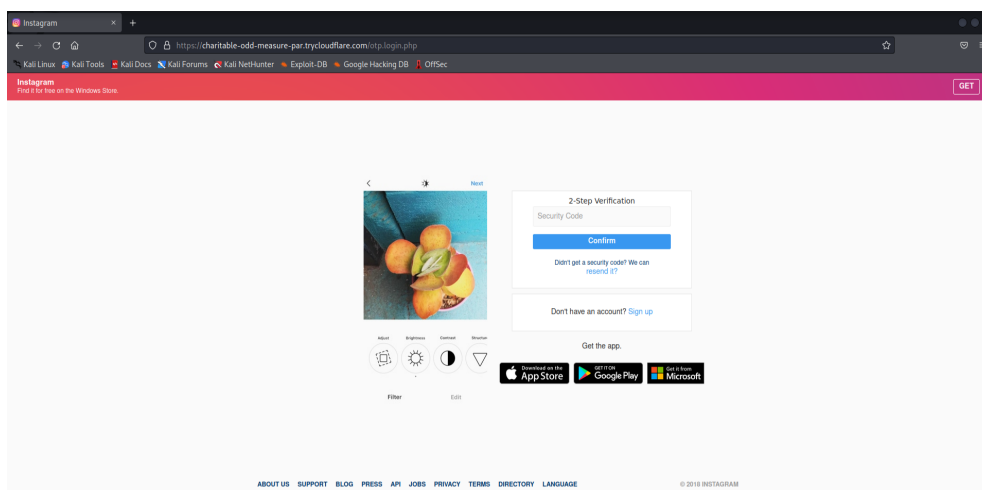 Instagram
https://charitable-odd-measure-par.trycloudflare.com/otp.login.php
Kali Linux Kali Tools Kali Docs Kali Forums Kali NetHunter Exploit-DB Google Hacking DB OffSec
Instagram
Find it for free on the Windows Store.
GET
Next
2-Step Verification
Security Code
Confirm
Didn't get a security code? We can
resend it?
Don't have an account? Sign up
Adjust Brightness Contrast Structur
Get the app.
Download on the
App Store
GET IT ON
Google Play
Get it from
Microsoft
Filter Edit
ABOUT US SUPPORT BLOG PRESS API JOBS PRIVACY TERMS DIRECTORY LANGUAGE © 2018 INSTAGRAM